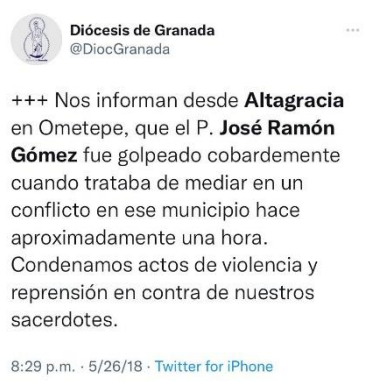 Diócesis de Granada
@DiocGranada
+++ Nos informan desde Altagracia
en Ometepe, que el P. José Ramón
Gómez fue golpeado cobardemente
cuando trataba de mediar en un
conflicto en ese municipio hace
aproximadamente una hora.
Condenamos actos de violencia y
reprensión en contra de nuestros
sacerdotes.
8:29 p.m. · 5/26/18 · Twitter for iPhone